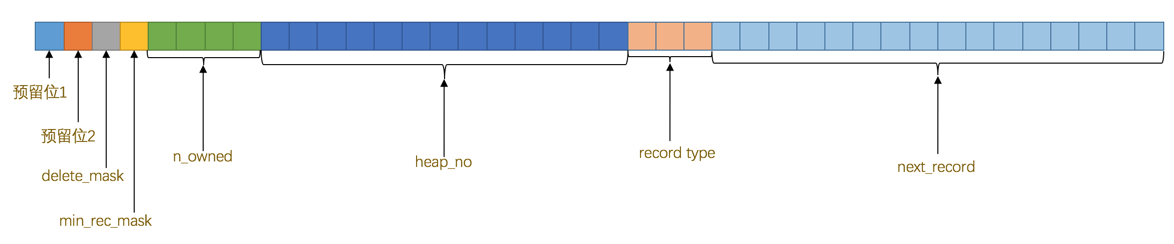 预留位1
预留位2
delete_mask
min_rec_mask
n_owned
heap_no
record type
next_record